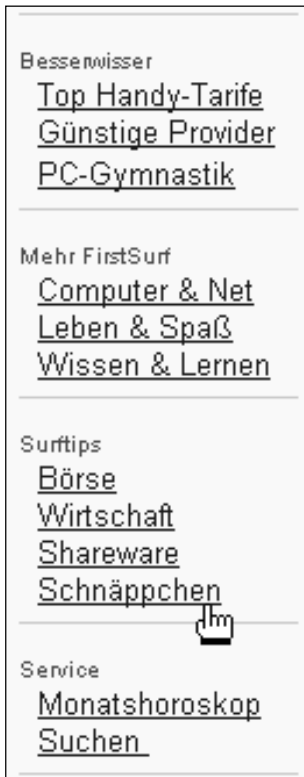 Besserwisser
Top Handy-Tarife
Günstige Provider
PC-Gymnastik
Mehr FirstSurf
Computer & Net
Leben & Spaß
Wissen & Lernen
Surftips
Börse
Wirtschaft
Shareware
Schnäppchen
Service
Monatshoroskop
Suchen